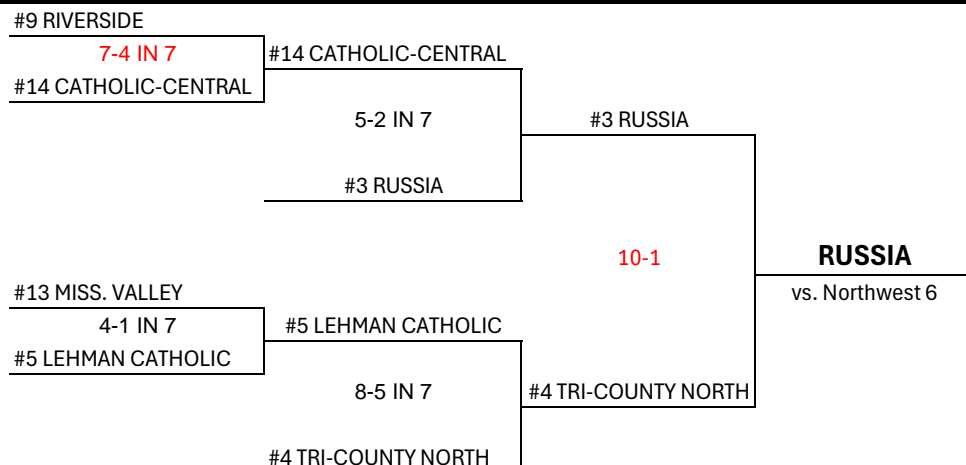 #9 RIVERSIDE
7-4 IN 7
#14 CATHOLIC-CENTRAL
#14 CATHOLIC-CENTRAL
5-2 IN 7
#3 RUSSIA
#3 RUSSIA
10-1
RUSSIA
vs. Northwest 6
#13 MISS. VALLEY
4-1 IN 7
#5 LEHMAN CATHOLIC
#5 LEHMAN CATHOLIC
8-5 IN 7
#4 TRI-COUNTY NORTH
#4 TRI-COUNTY NORTH